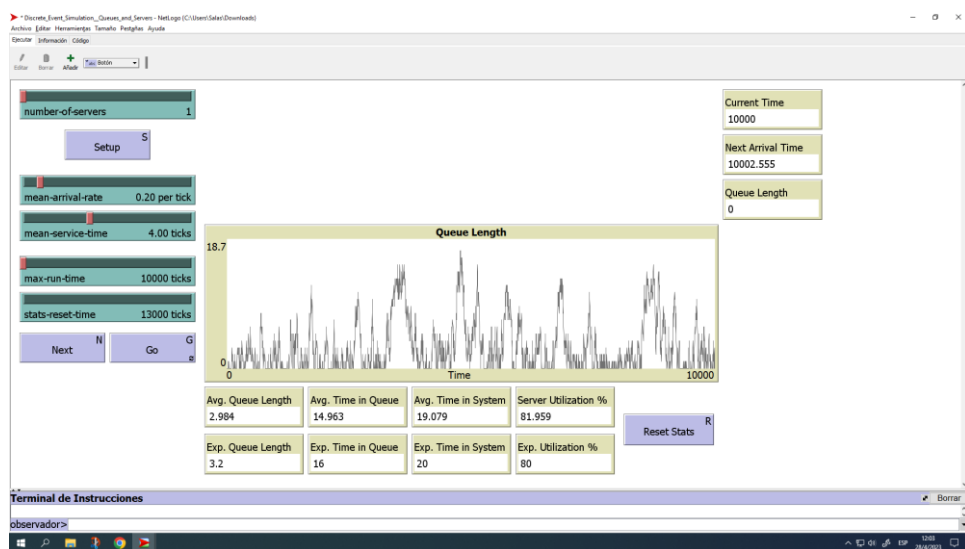 * Discrete_Event_Simulation__Queues_and_Servers - NetLogo {C:\Users\Salas\Downloads}
Archivo Editar Herramientas Tamaño Pestañas Ayuda
Ejecutar Información Código
Editar Borrar Añadir Botón
number-of-servers 1
Setup S
mean-arrival-rate 0.20 per tick
mean-service-time 4.00 ticks
max-run-time 10000 ticks
stats-reset-time 13000 ticks
Next N
Go G
Current Time
10000
Next Arrival Time
10002.555
Queue Length
0
Queue Length
18.7
0
0 Time 10000
Avg. Queue Length Avg. Time in Queue Avg. Time in System Server Utilization %
2.984 14.963 19.079 81.959
Exp. Queue Length Exp. Time in Queue Exp. Time in System Exp. Utilization %
3.2 16 20 80
Reset Stats R
Terminal de Instrucciones Borrar
observador>
ESP 12:03
28/4/2023